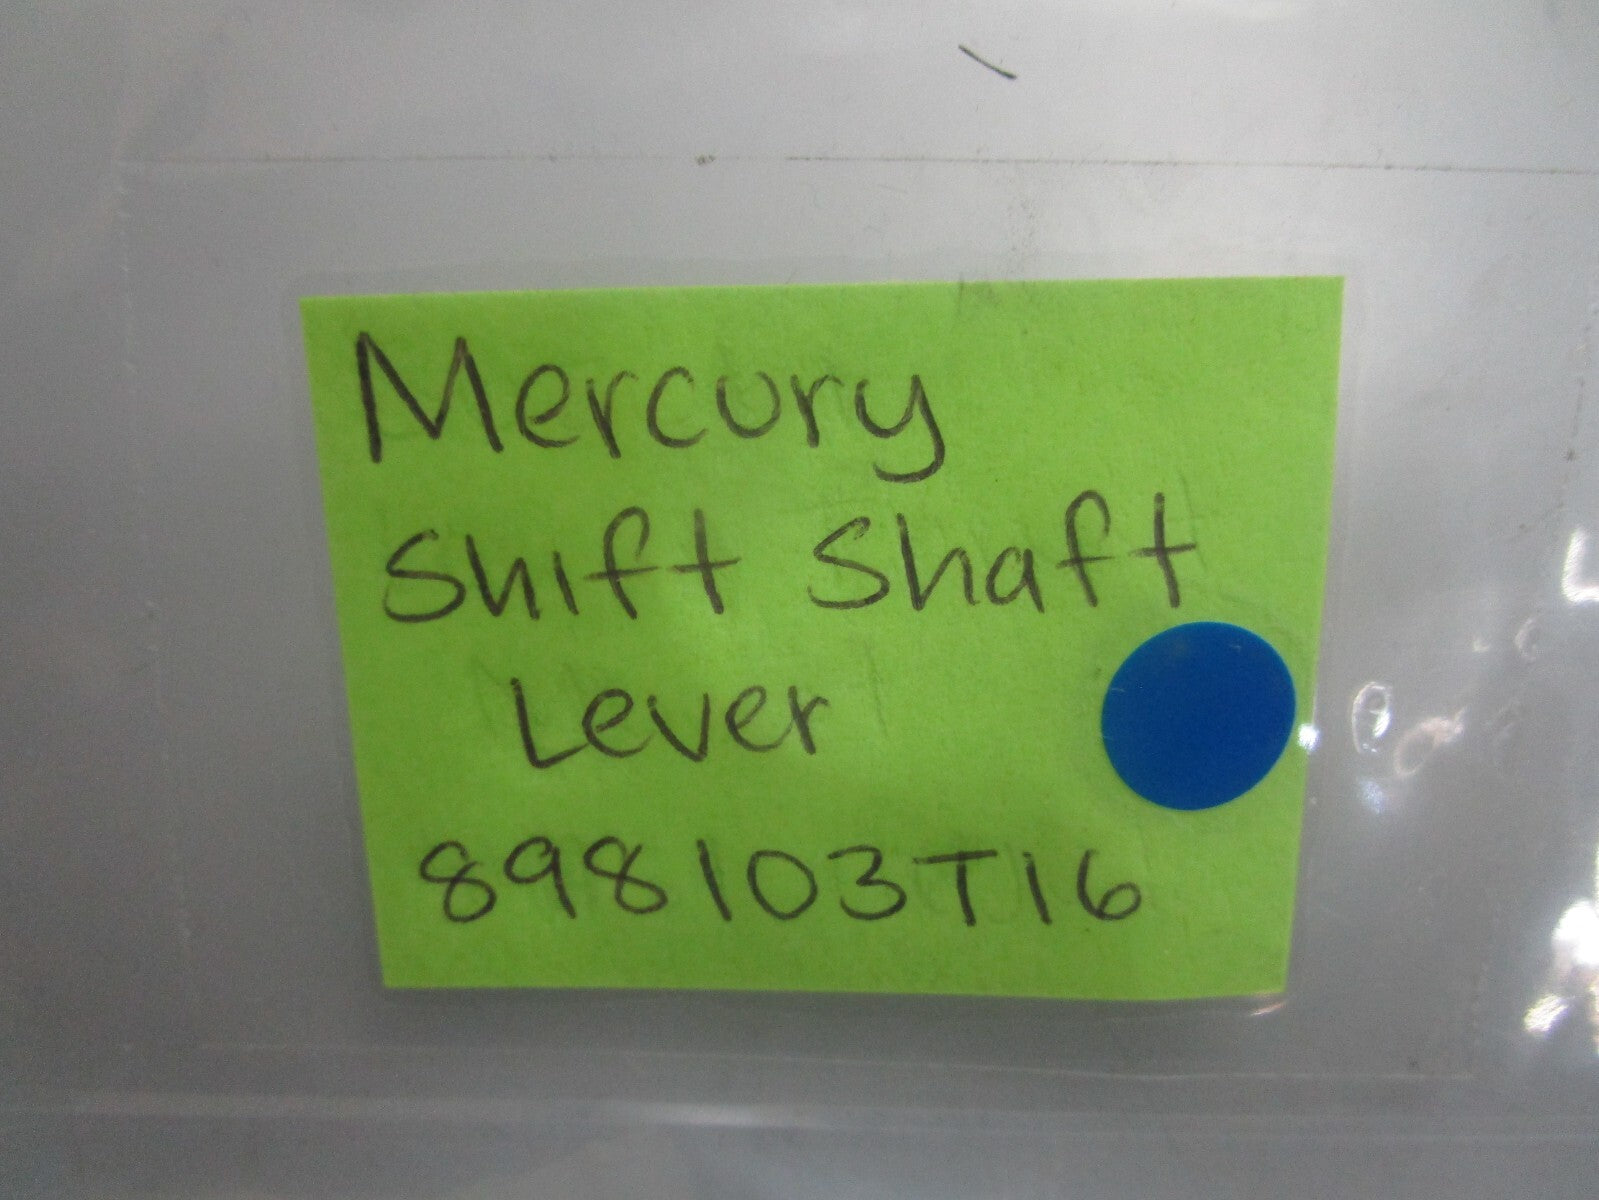 Mercury
Shift Shaft
Lever
898103T16